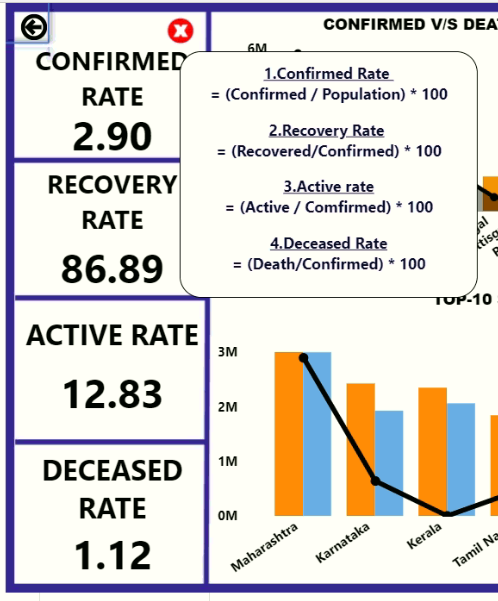 CONFIRMED V/S DEA
CONFIRMED
RATE
2.90
RECOVERY
RATE
86.89
ACTIVE RATE
12.83
DECEASED
RATE
1.12
6M
1.Confirmed Rate
= (Confirmed / Population) * 100
2.Recovery Rate
= (Recovered/Confirmed) * 100
3.Active rate
= (Active / Comfirmed) * 100
4.Deceased Rate
= (Death/Confirmed) * 100
TOP-10
3M
2M
1M
0M
Maharashtra
Karnataka
Kerala
Tamil Na